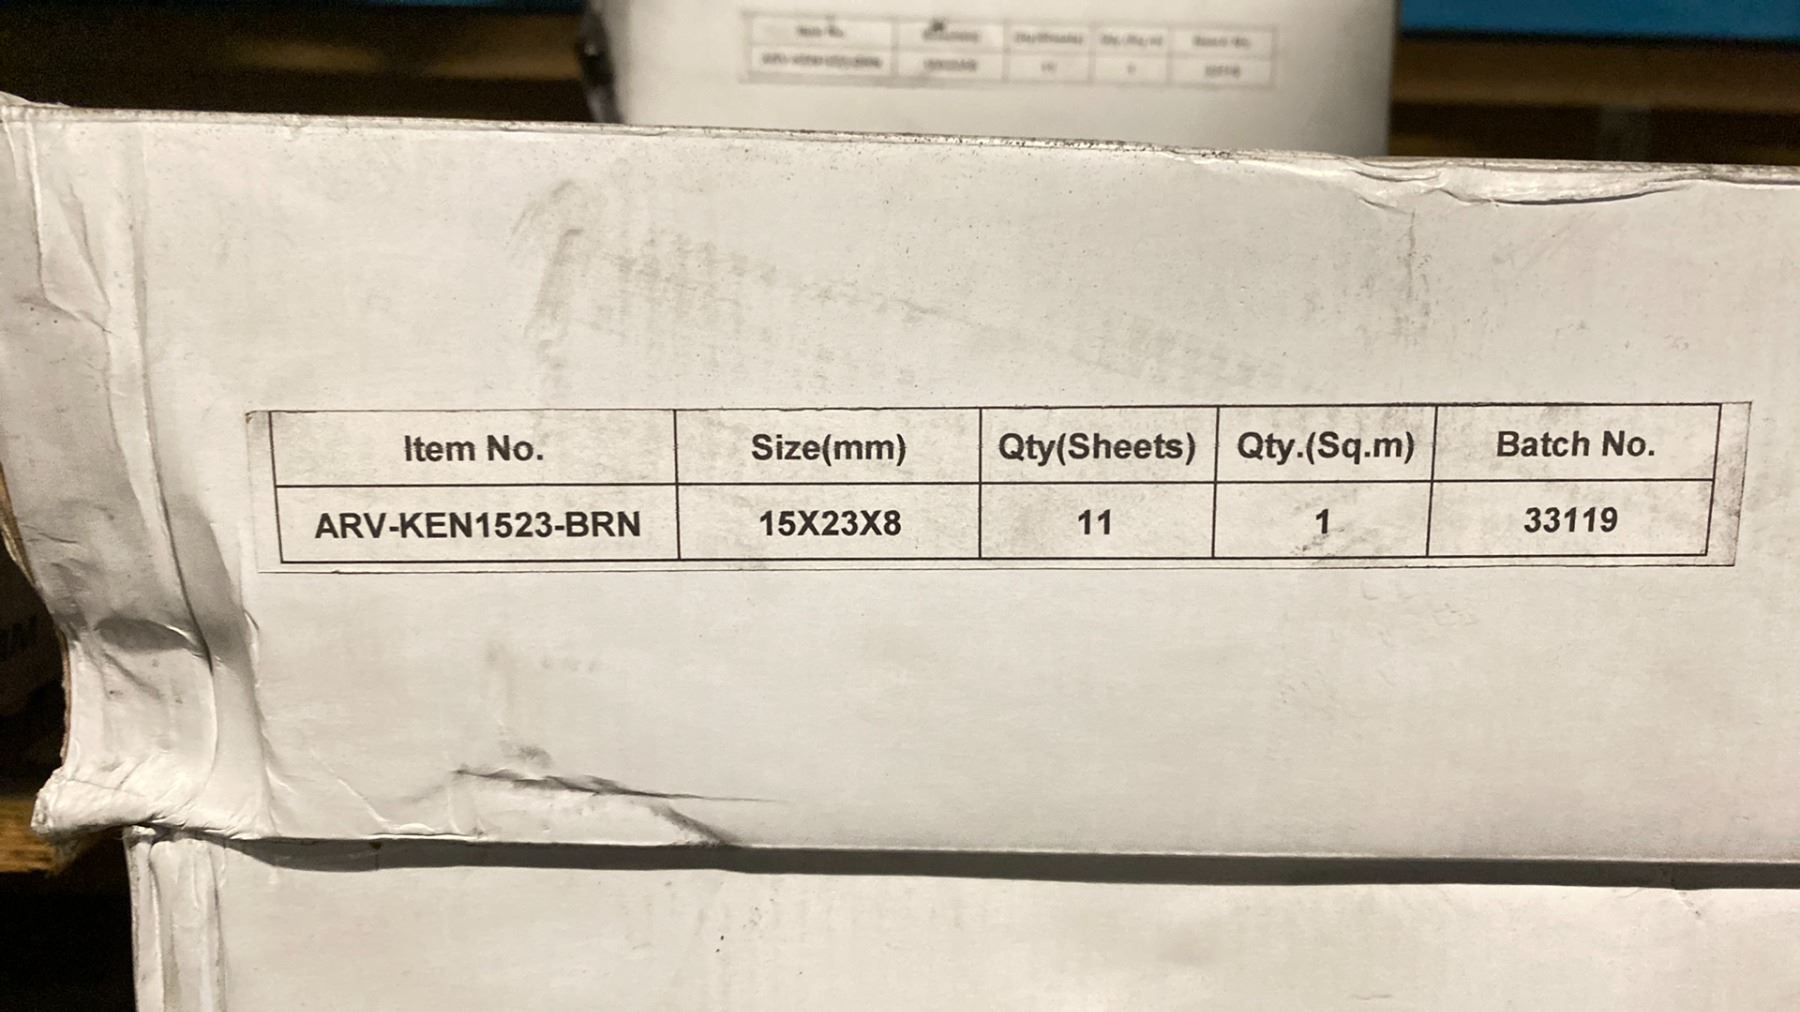 Item No. Size(mm) Qty(Sheets) Qty.(Sq.m) Batch No.
ARV-KEN1523-BRN 15X23X8 11 1 33119